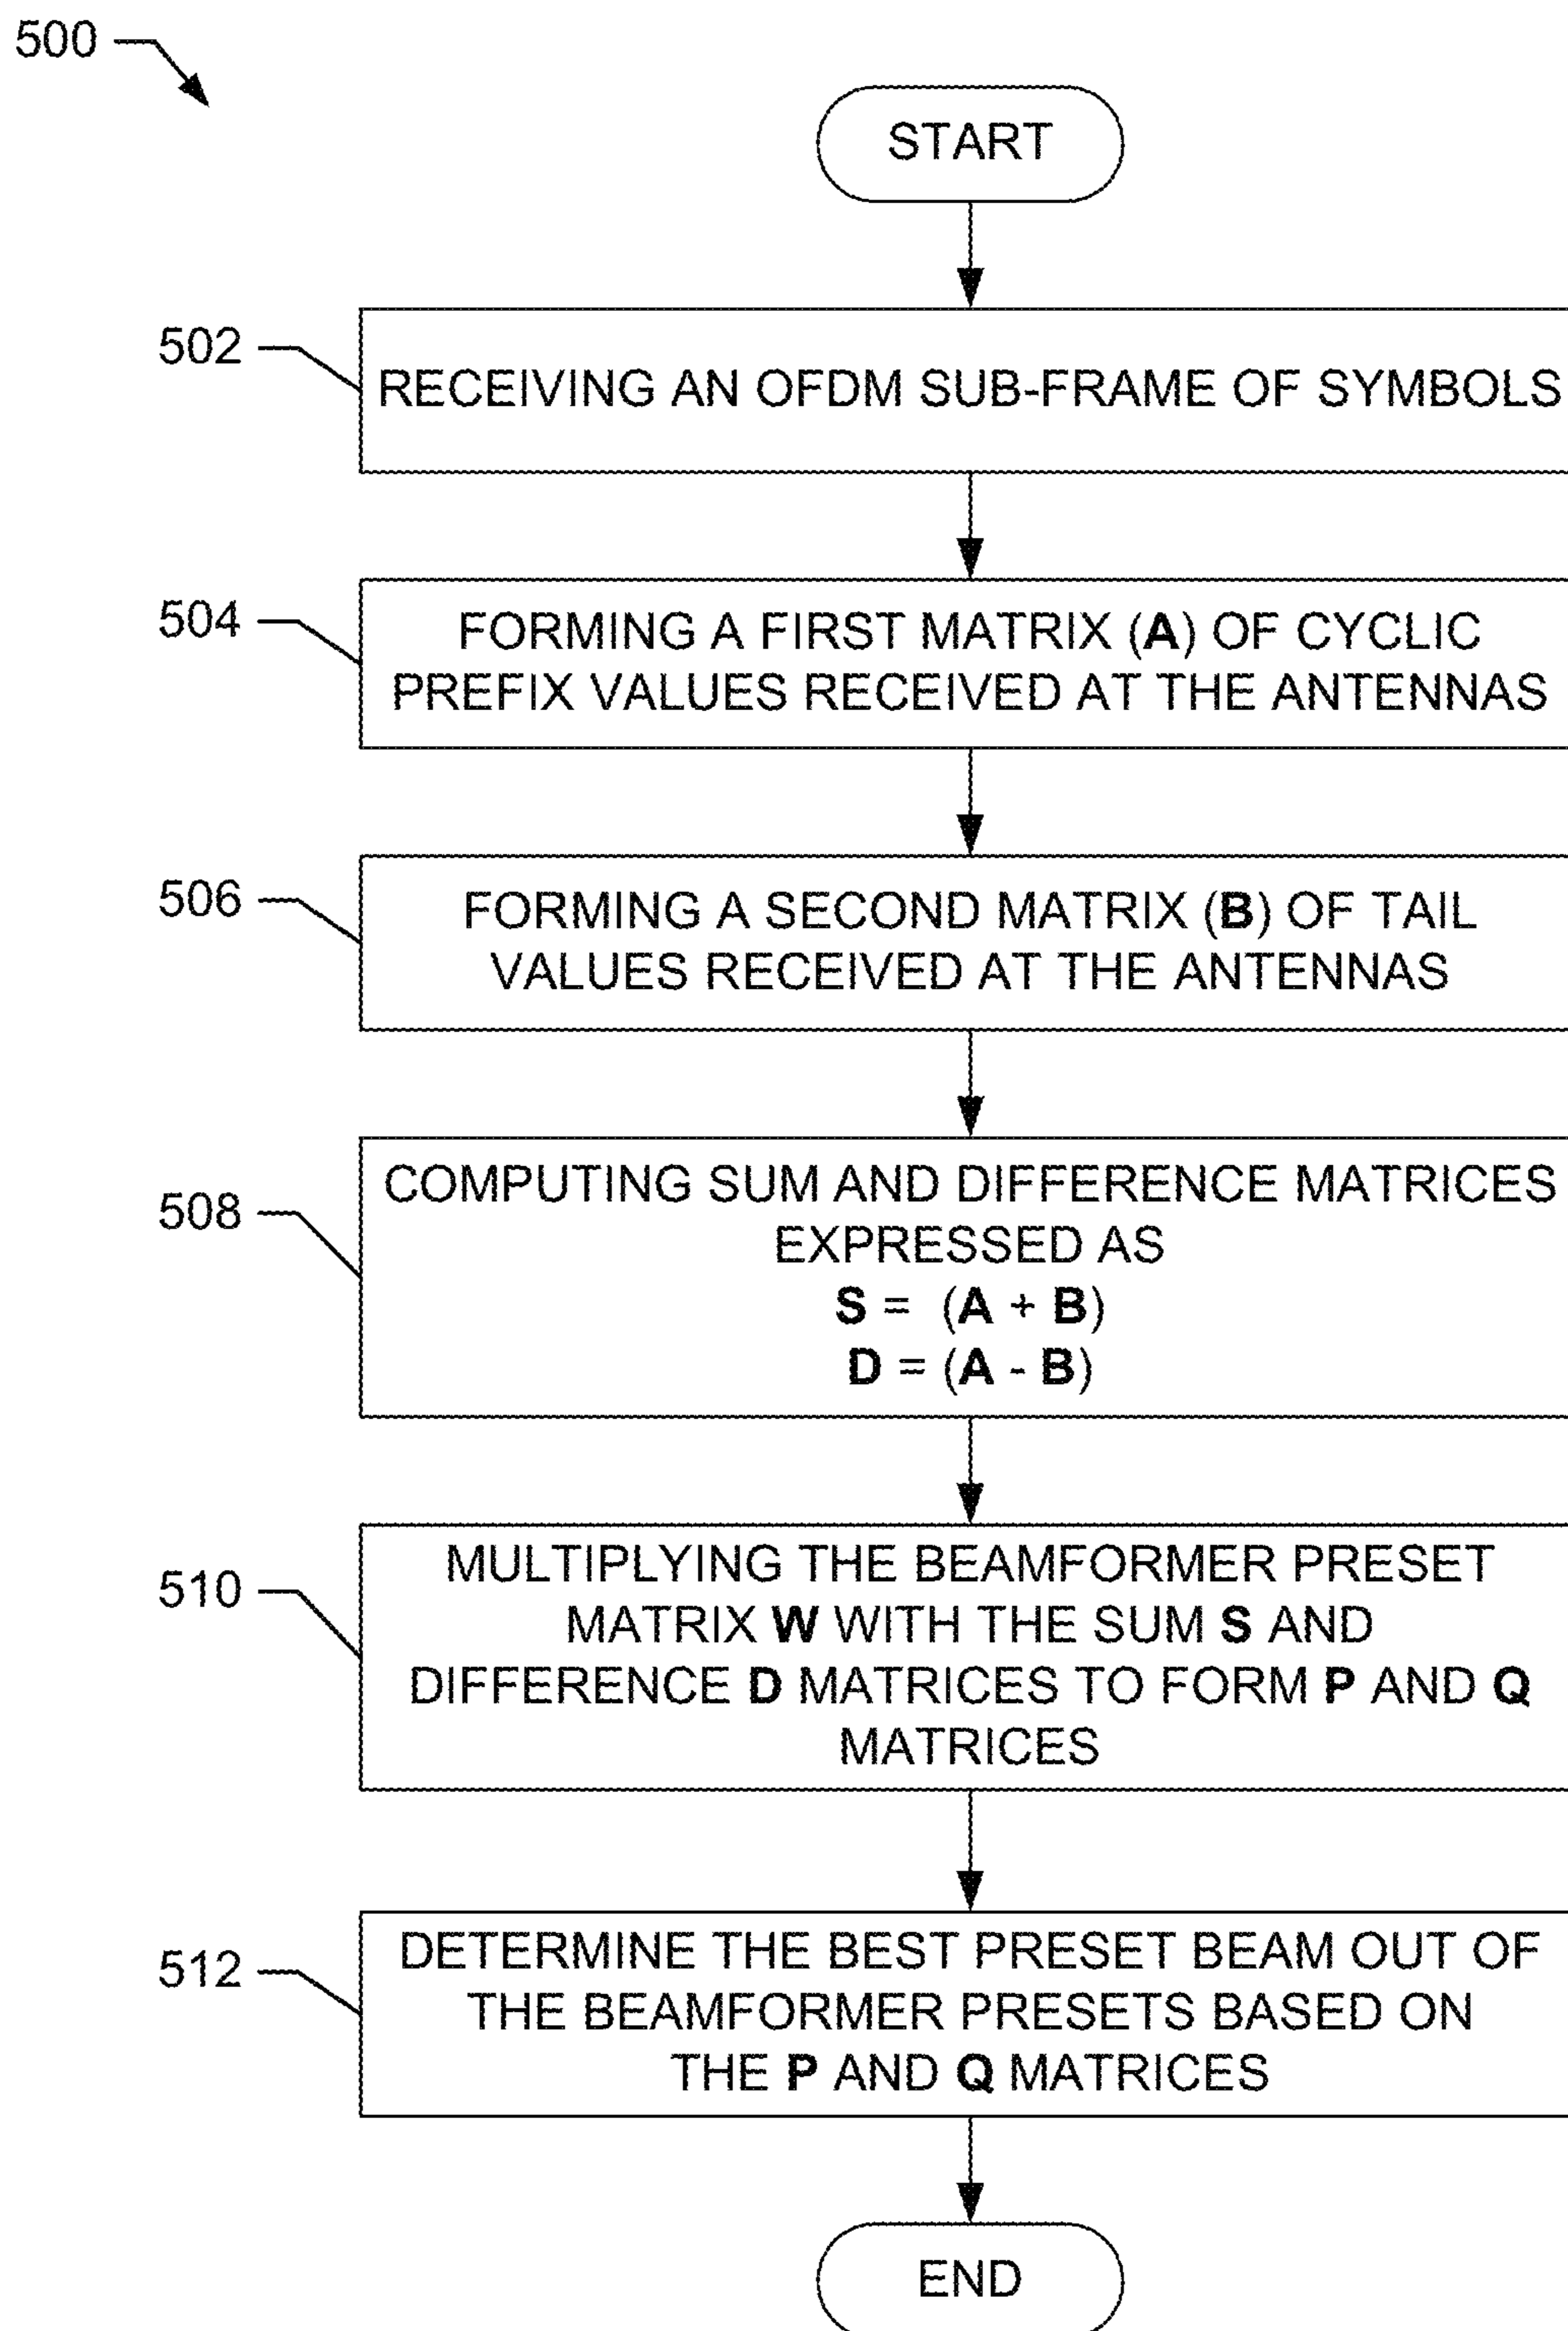 500
START
502
RECEIVING AN OFDM SUB-FRAME OF SYMBOLS
504
FORMING A FIRST MATRIX (A) OF CYCLIC
PREFIX VALUES RECEIVED AT THE ANTENNAS
506
FORMING A SECOND MATRIX (B) OF TAIL
VALUES RECEIVED AT THE ANTENNAS
508
COMPUTING SUM AND DIFFERENCE MATRICES
EXPRESSED AS
S = (A + B)
D = (A - B)
510
MULTIPLYING THE BEAMFORMER PRESET
MATRIX W WITH THE SUM S AND
DIFFERENCE D MATRICES TO FORM P AND Q
MATRICES
512
DETERMINE THE BEST PRESET BEAM OUT OF
THE BEAMFORMER PRESETS BASED ON
THE P AND Q MATRICES
END